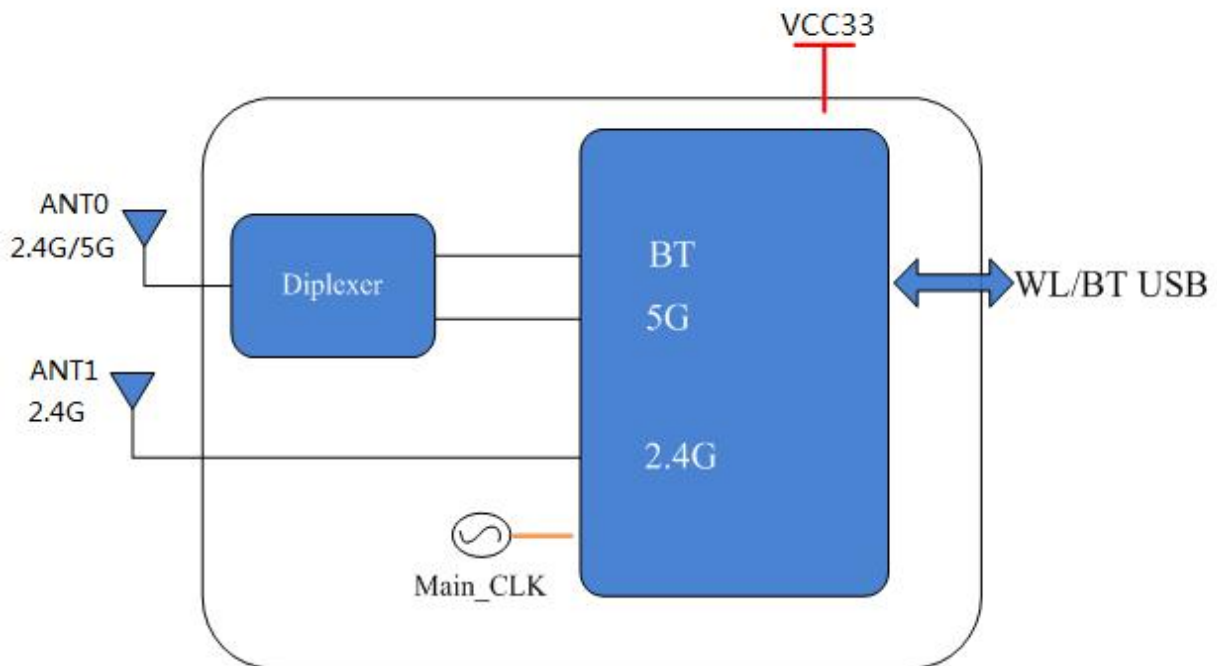 VCC33
ANT0
2.4G/5G
Diplexer
BT
5G
WL/BT USB
ANT1
2.4G
2.4G
Main_CLK